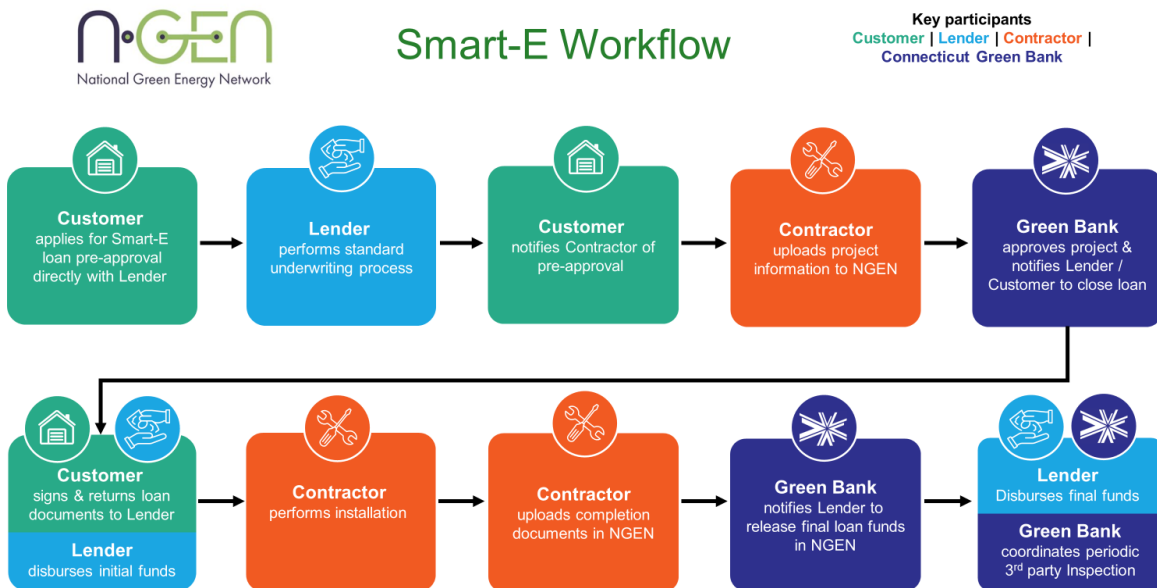 n·GEN
National Green Energy Network
Smart-E Workflow
Key participants
Customer | Lender | Contractor |
Connecticut Green Bank
Customer
applies for Smart-E
loan pre-approval
directly with Lender
Lender
performs standard
underwriting process
Customer
notifies Contractor of
pre-approval
Contractor
uploads project
information to NGEN
Green Bank
approves project &
notifies Lender /
Customer to close loan
Customer
signs & returns loan
documents to Lender
Lender
disburses initial funds
Contractor
performs installation
Contractor
uploads completion
documents in NGEN
Green Bank
notifies Lender to
release final loan funds
in NGEN
Lender
Disburses final funds
Green Bank
coordinates periodic
3rd party Inspection